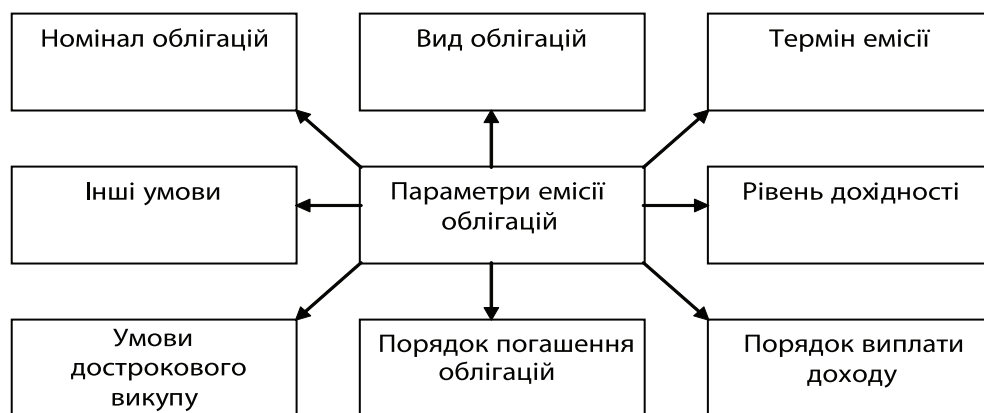 Номінал облігацій
Вид облігацій
Термін емісії
Інші умови
Параметри емісії
облігацій
Рівень дохідності
Умови
дострокового
викупу
Порядок погашення
облігацій
Порядок виплати
доходу